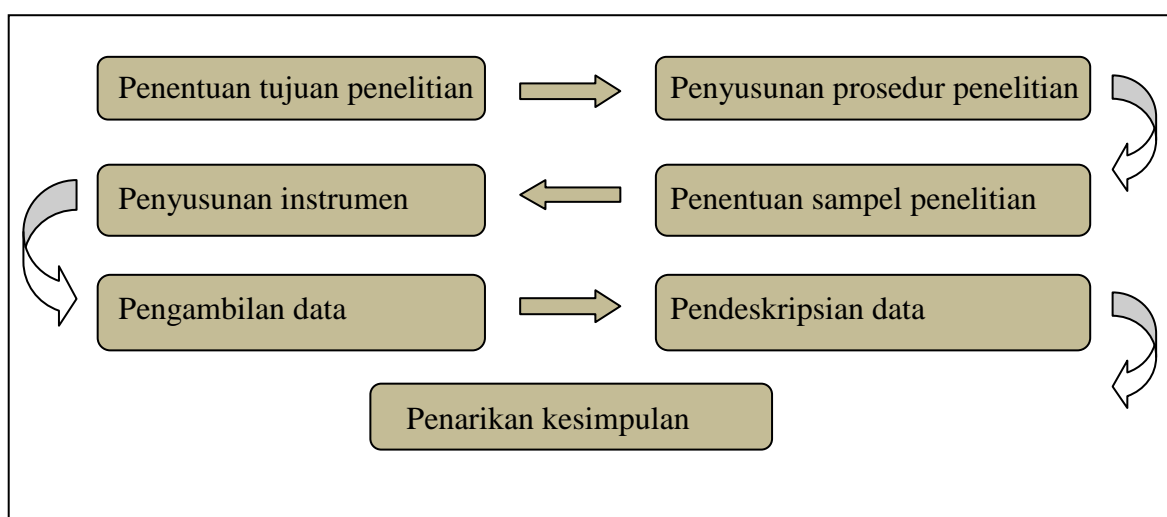 Penentuan tujuan penelitian
Penyusunan prosedur penelitian
Penentuan sampel penelitian
Penyusunan instrumen
Pengambilan data
Pendeskripsian data
Penarikan kesimpulan